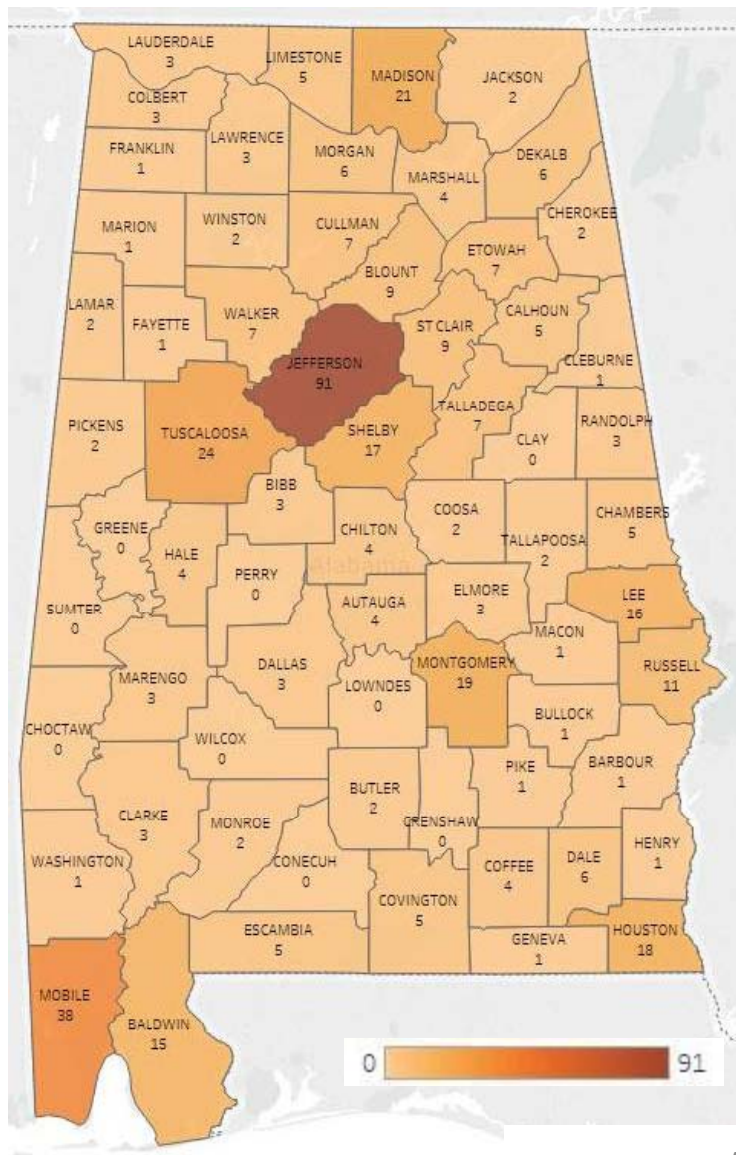 LAUDERDALE
3
LIMESTONE
5
MADISON
21
JACKSON
2
COLBERT
3
FRANKLIN
1
LAWRENCE
3
MORGAN
6
MARSHALL
4
DEKALB
6
CHEROKEE
2
MARION
1
WINSTON
2
CULLMAN
7
BLOUNT
9
ETOWAH
7
LAMAR
2
FAYETTE
1
WALKER
7
JEFFERSON
91
ST CLAIR
9
CALHOUN
5
CLEBURNE
1
PICKENS
2
TUSCALOOSA
24
SHELBY
17
TALLADEGA
7
CLAY
0
RANDOLPH
3
BIBB
3
GREENE
0
HALE
4
PERRY
0
CHILTON
4
COOSA
2
TALLAPOOSA
2
CHAMBERS
5
Alabama
SUMTER
0
MARENGO
3
DALLAS
3
AUTAUGA
4
ELMORE
3
LEE
16
MACON
1
RUSSELL
11
MONTGOMERY
19
LOWNDES
0
BULLOCK
1
CHOCTAW
0
WILCOX
0
BUTLER
2
CRENSHAW
0
PIKE
1
BARBOUR
1
CLARKE
3
MONROE
2
CONECUH
0
WASHINGTON
1
COVINGTON
5
COFFEE
4
DALE
6
HENRY
1
ESCAMBIA
5
GENEVA
1
HOUSTON
18
MOBILE
38
BALDWIN
15
0 91